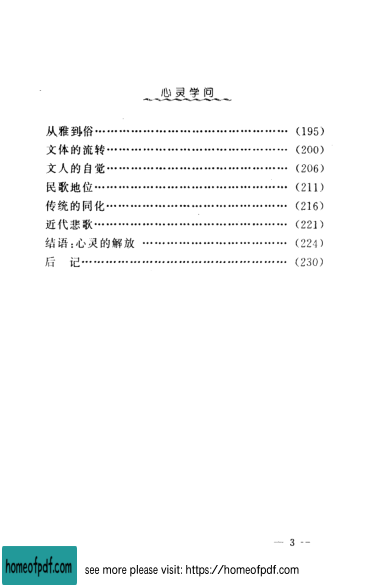 心灵学问
从雅到俗………………………………………(195)
文体的流转……………………………………(200)
文人的自觉……………………………………(206)
民歌地位………………………………………(211)
传统的同化……………………………………(216)
近代悲歌………………………………………(221)
结语:心灵的解放 ……………………………(224)
后 记…………………………………………(230)
— 3 —
homeofpdf.com see more please visit: https://homeofpdf.com